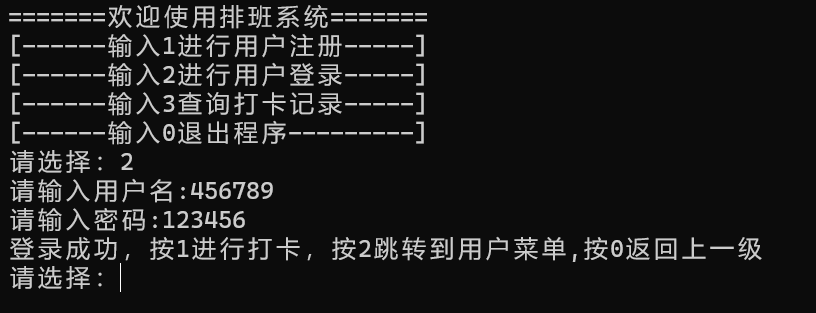 =======欢迎使用排班系统=======
[------输入1进行用户注册-----]
[------输入2进行用户登录-----]
[------输入3查询打卡记录-----]
[------输入0退出程序---------]
请选择：2
请输入用户名:456789
请输入密码:123456
登录成功，按1进行打卡，按2跳转到用户菜单,按0返回上一级
请选择：